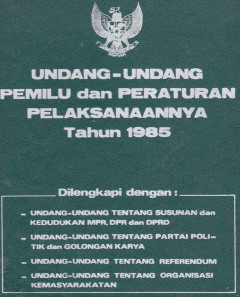 UNDANG-UNDANG
PEMILU dan PERATURAN
PELAKSANAANNYA
Tahun 1985
Dilengkapi dengan :
- UNDANG-UNDANG TENTANG SUSUNAN dan
KEDUDUKAN MPR, DPR dan DPRD
- UNDANG-UNDANG TENTANG PARTAI POLI-
TIK dan GOLONGAN KARYA
- UNDANG-UNDANG TENTANG REFERENDUM
- UNDANG-UNDANG TENTANG ORGANISASI
KEMASYARAKATAN